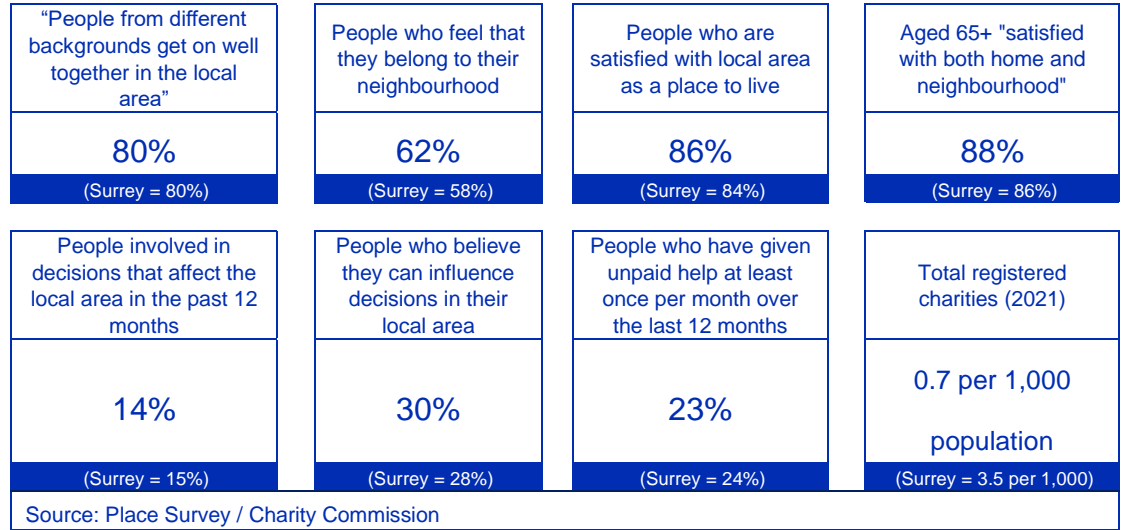 “People from different
backgrounds get on well
together in the local
area”
80%
(Surrey = 80%)
People who feel that
they belong to their
neighbourhood
62%
(Surrey = 58%)
People who are
satisfied with local area
as a place to live
86%
(Surrey = 84%)
Aged 65+ "satisfied
with both home and
neighbourhood"
88%
(Surrey = 86%)
People involved in
decisions that affect the
local area in the past 12
months
14%
(Surrey = 15%)
People who believe
they can influence
decisions in their
local area
30%
(Surrey = 28%)
People who have given
unpaid help at least
once per month over
the last 12 months
23%
(Surrey = 24%)
Total registered
charities (2021)
0.7 per 1,000
population
(Surrey = 3.5 per 1,000)
Source: Place Survey / Charity Commission